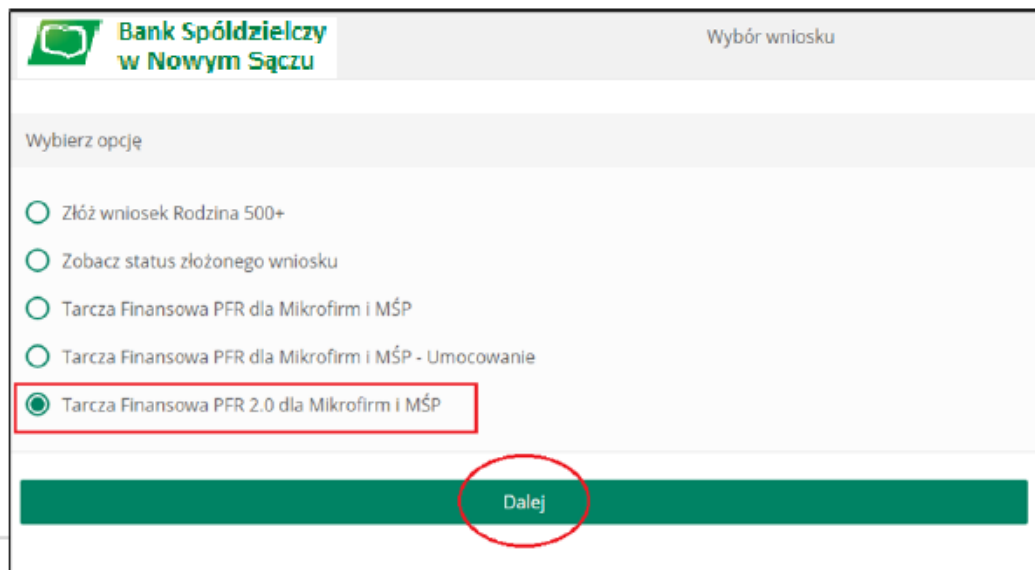 Bank Spóldzielczy
w Nowym Sączu
Wybór wniosku
Wybierz opcję
Złóż wniosek Rodzina 500+
Zobacz status złożonego wniosku
Tarcza Finansowa PFR dla Mikrofirm i MŚP
Tarcza Finansowa PFR dla Mikrofirm i MŚP - Umocowanie
Tarcza Finansowa PFR 2.0 dla Mikrofirm i MŚP
Dalej